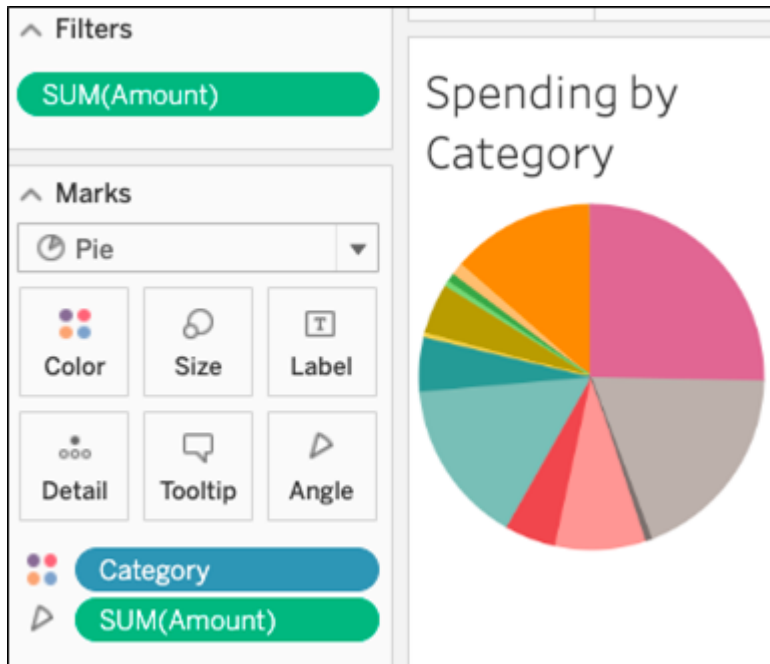 Filters
SUM(Amount)
Marks
Pie
Color
Size
T
Label
Detail
Tooltip
Angle
Category
SUM(Amount)
Spending by
Category